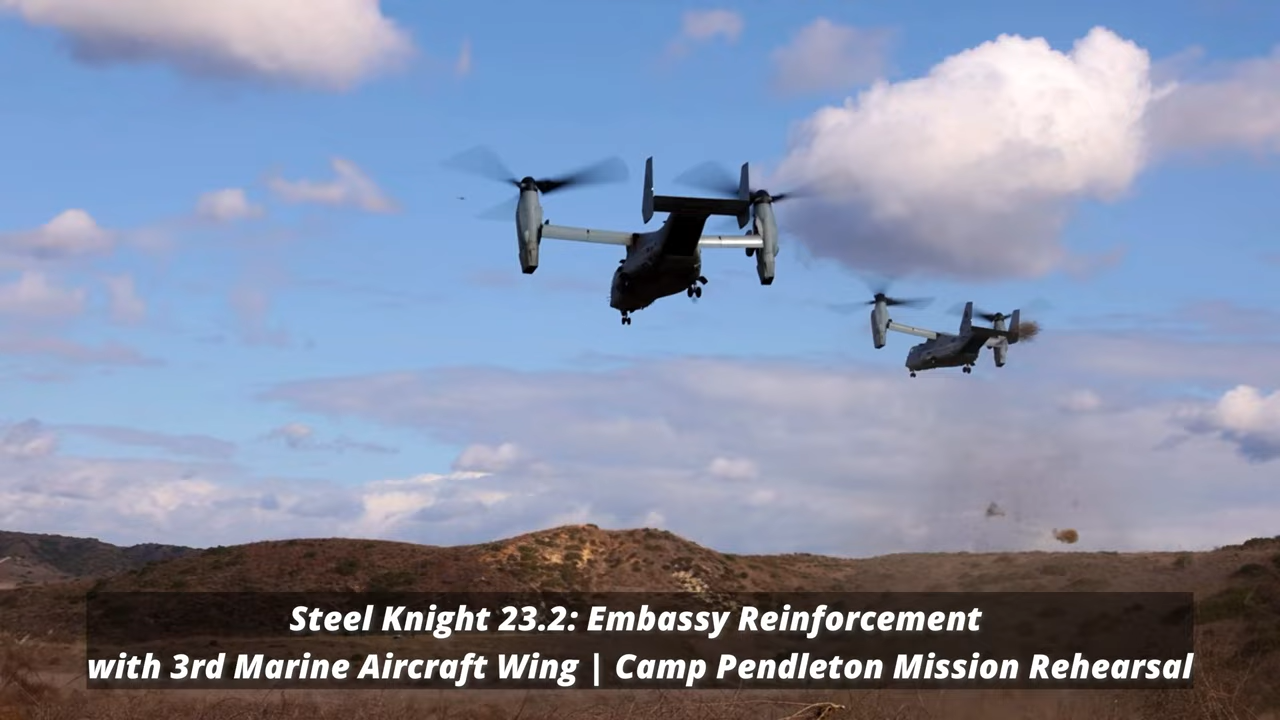 Steel Knight 23.2: Embassy Reinforcement
with 3rd Marine Aircraft Wing | Camp Pendleton Mission Rehearsal